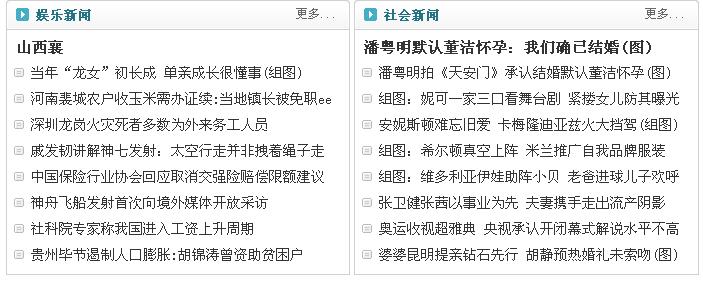 娱乐新闻 更多...
山西襄
当年“龙女”初长成 单亲成长很懂事(组图)
河南襄城农户收玉米需办证续:当地镇长被免职ee
深圳龙岗火灾死者多数为外来务工人员
戚发轫讲解神七发射：太空行走并非拽着绳子走
中国保险行业协会回应取消交强险赔偿限额建议
神舟飞船发射首次向境外媒体开放采访
社科院专家称我国进入工资上升周期
贵州毕节遏制人口膨胀:胡锦涛曾资助贫困户
社会新闻 更多...
潘粤明默认董洁怀孕：我们确已结婚(图)
潘粤明拍《天安门》承认结婚默认董洁怀孕(图)
组图：妮可一家三口看舞台剧 紧搂女儿防其曝光
安妮斯顿难忘旧爱 卡梅隆迪亚兹火大挡驾(组图)
组图：希尔顿真空上阵 米兰推广自我品牌服装
组图：维多利亚伊娃助阵小贝 老爸进球儿子欢呼
张卫健张茜以事业为先 夫妻携手走出流产阴影
奥运收视超雅典 央视承认开闭幕式解说水平不高
婆婆昆明提亲钻石先行 胡静预热婚礼未索吻(图)